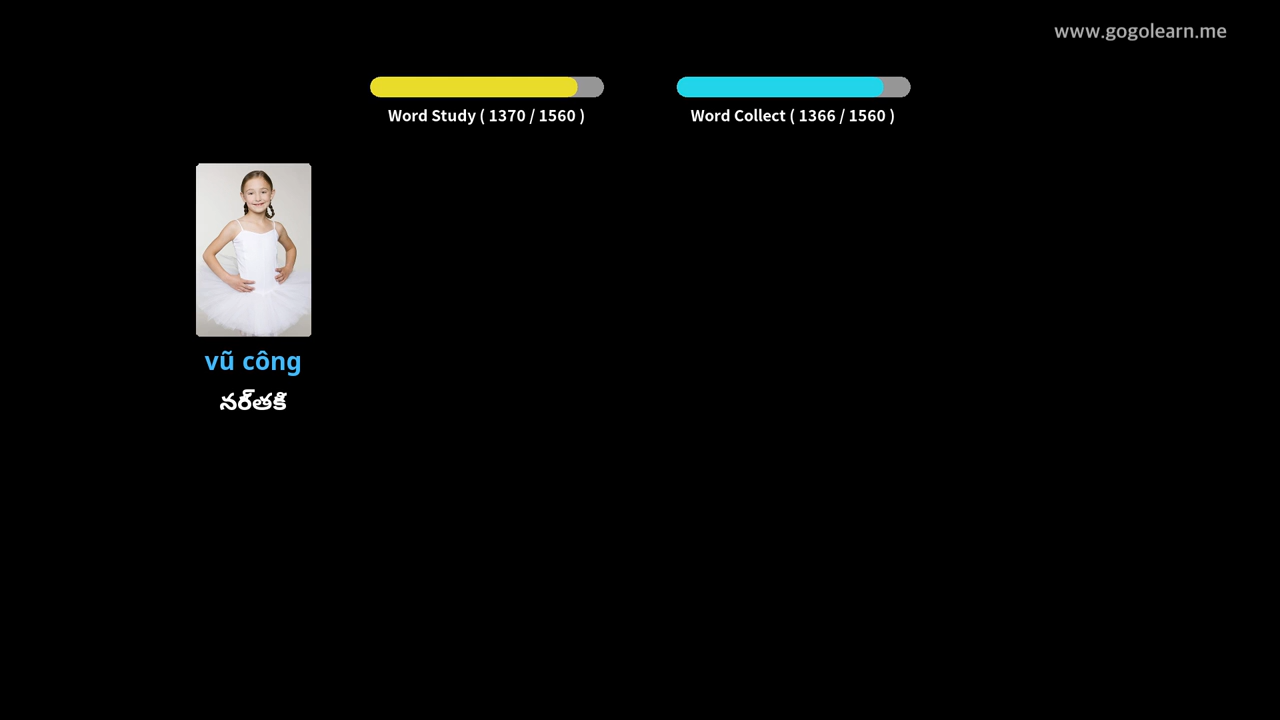 www.gogolearn.me
Word Study ( 1370 / 1560 )
Word Collect ( 1366 / 1560 )
vũ công
నర్తకి